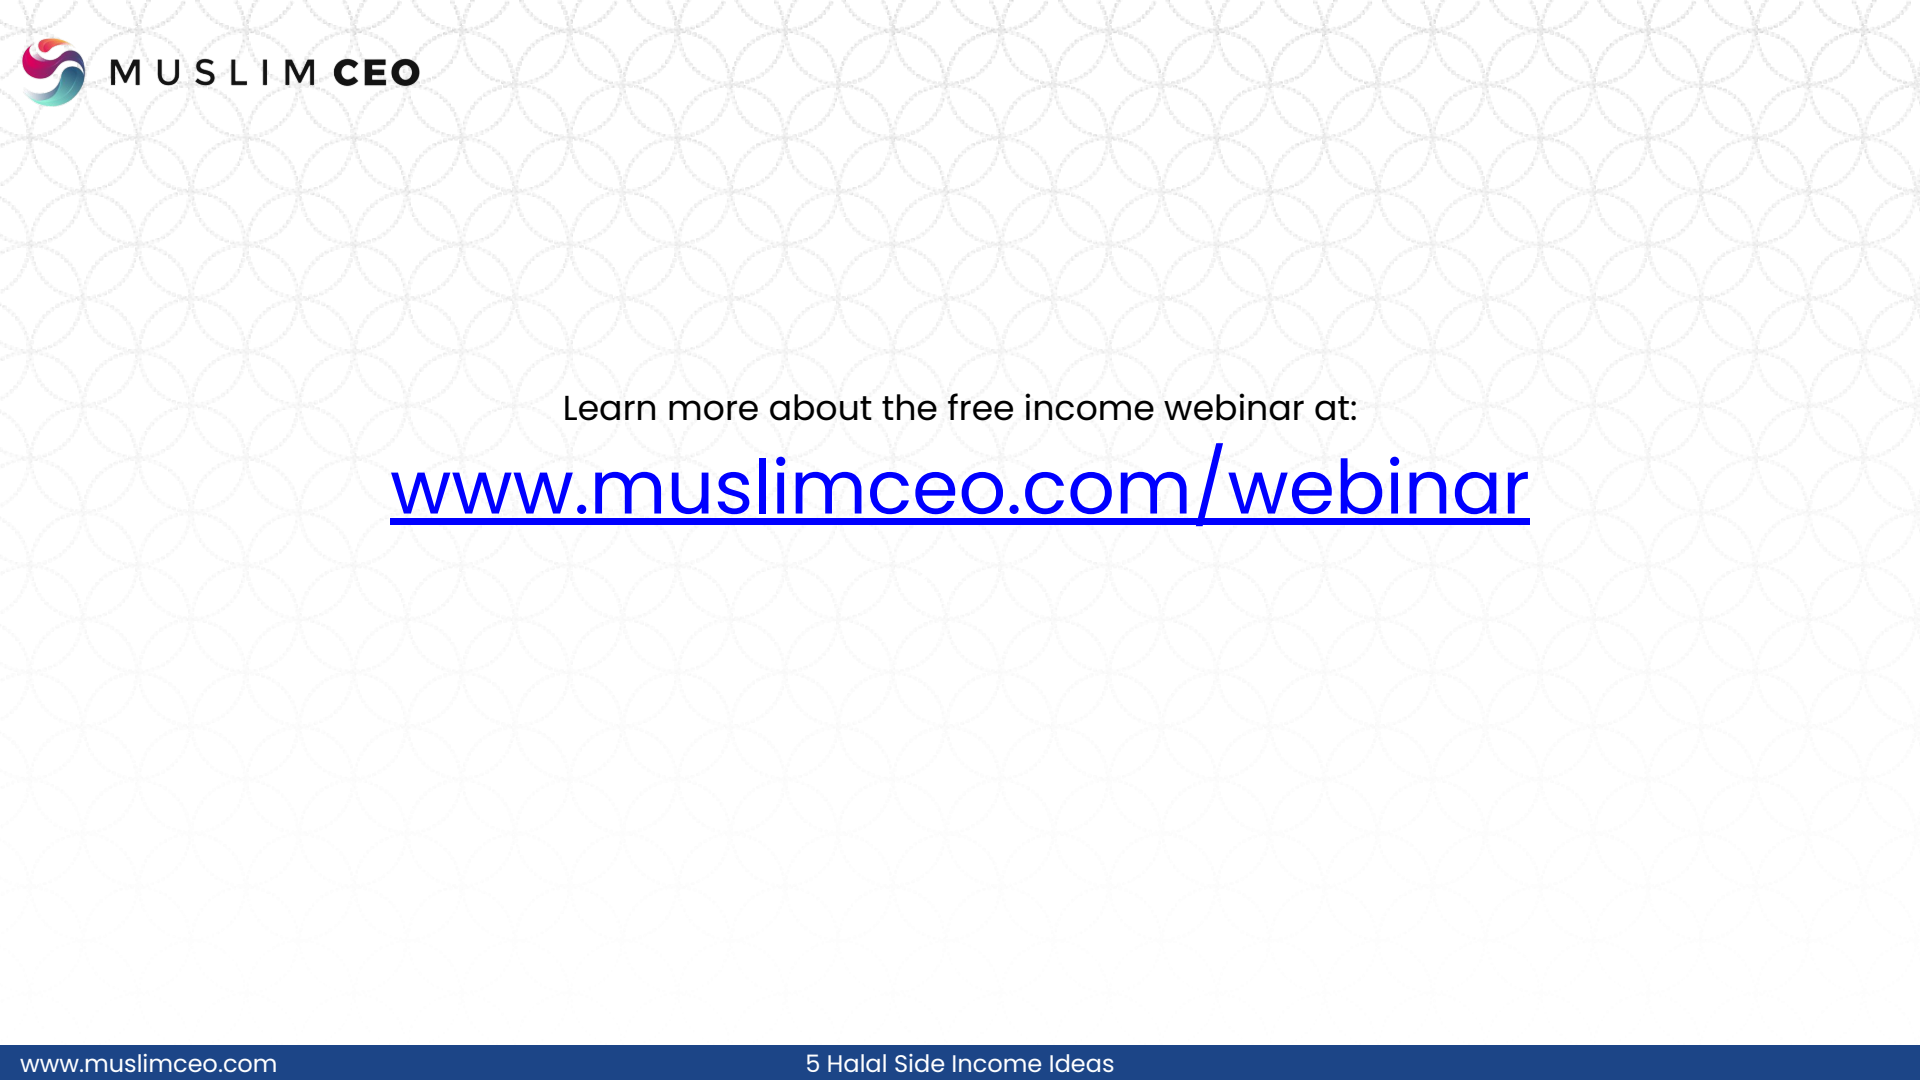 MUSLIM CEO
Learn more about the free income webinar at:
www.muslimceo.com/webinar
www.muslimceo.com
5 Halal Side Income Ideas